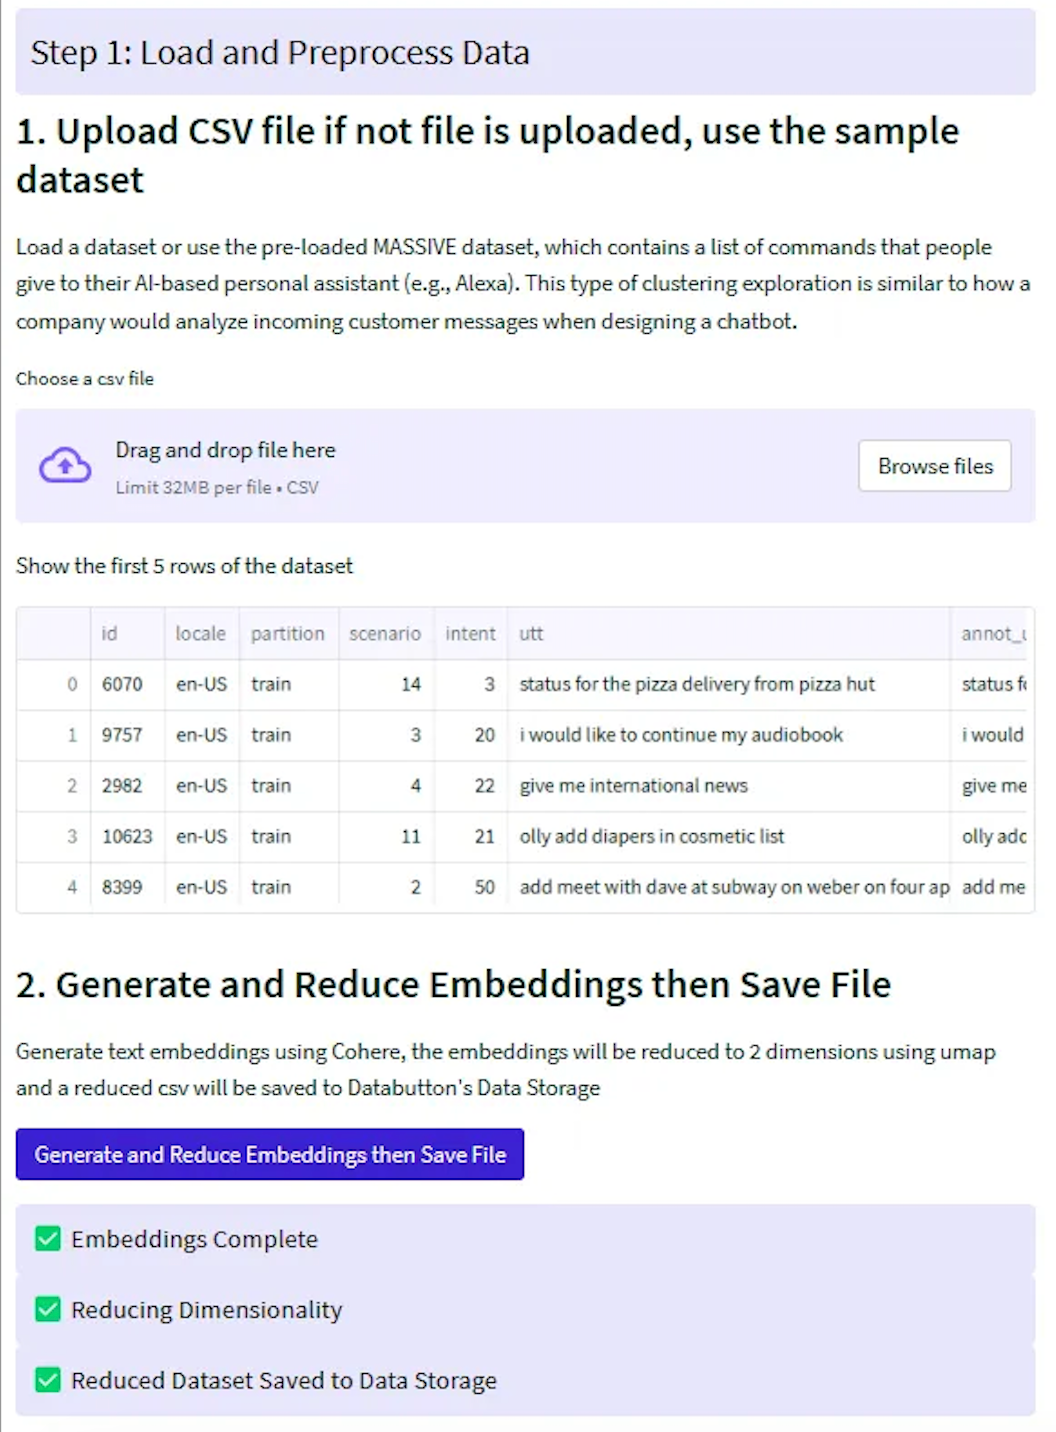 Step 1: Load and Preprocess Data
1. Upload CSV file if not file is uploaded, use the sample
dataset
Load a dataset or use the pre-loaded MASSIVE dataset, which contains a list of commands that people
give to their AI-based personal assistant (e.g., Alexa). This type of clustering exploration is similar to how a
company would analyze incoming customer messages when designing a chatbot.
Choose a csv file
Drag and drop file here
Limit 32MB per file • CSV
Browse files
Show the first 5 rows of the dataset
id locale partition scenario intent utt annot_u
0 6070 en-US train 14 3 status for the pizza delivery from pizza hut status fo
1 9757 en-US train 3 20 i would like to continue my audiobook i would
2 2982 en-US train 4 22 give me international news give me
3 10623 en-US train 11 21 olly add diapers in cosmetic list olly add
4 8399 en-US train 2 50 add meet with dave at subway on weber on four ap add me
2. Generate and Reduce Embeddings then Save File
Generate text embeddings using Cohere, the embeddings will be reduced to 2 dimensions using umap
and a reduced csv will be saved to Databutton's Data Storage
Generate and Reduce Embeddings then Save File
Embeddings Complete
Reducing Dimensionality
Reduced Dataset Saved to Data Storage